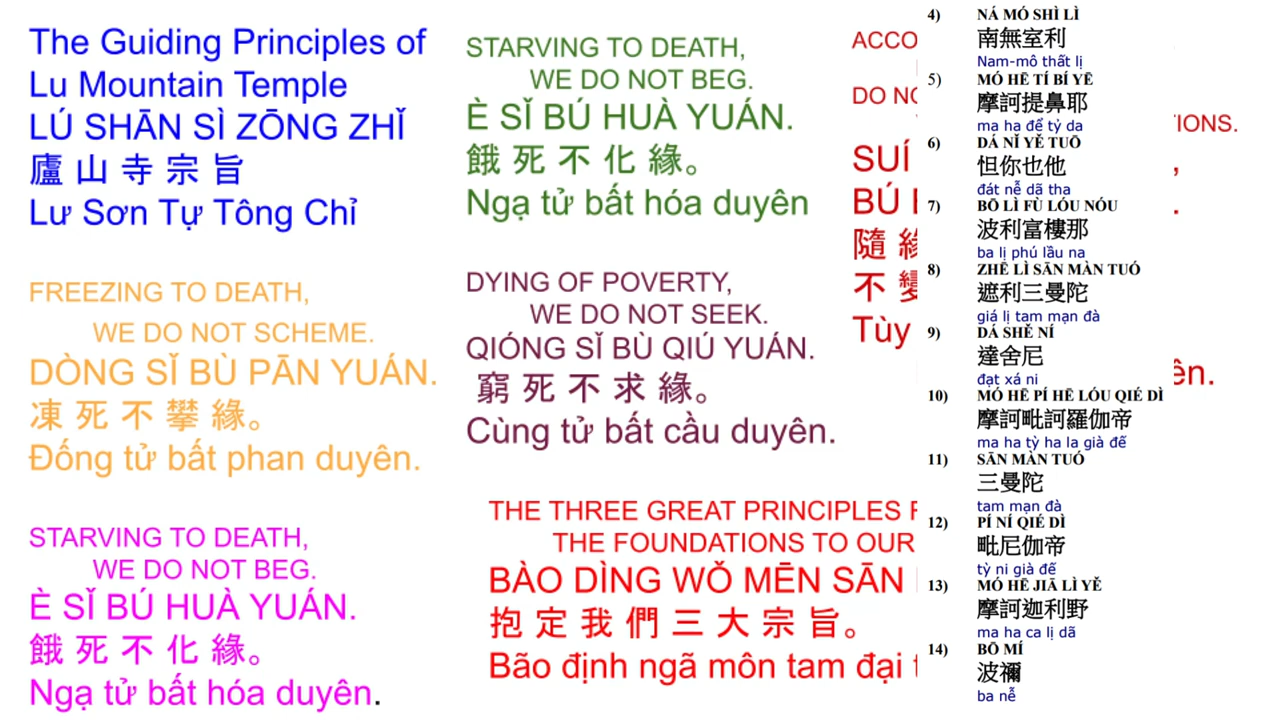 The Guiding Principles of
Lu Mountain Temple
LÚ SHĀN SÌ ZŌNG ZHǏ
廬 山 寺 宗 旨
Lư Sơn Tự Tông Chỉ
FREEZING TO DEATH,
WE DO NOT SCHEME.
DÒNG SǏ BÙ PĀN YUÁN.
凍 死 不 攀 緣。
Đống tử bất phan duyên.
STARVING TO DEATH,
WE DO NOT BEG.
È SǏ BÚ HUÀ YUÁN.
餓 死 不 化 緣。
Ngạ tử bất hóa duyên.
STARVING TO DEATH,
WE DO NOT BEG.
È SǏ BÚ HUÀ YUÁN.
餓 死 不 化 緣。
Ngạ tử bất hóa duyên
DYING OF POVERTY,
WE DO NOT SEEK.
QIÓNG SǏ BÙ QIÚ YUÁN.
窮 死 不 求 緣。
Cùng tử bất cầu duyên.
THE THREE GREAT PRINCIPLES
THE FOUNDATIONS TO OUR
BÀO DÌNG WǑ MĒN SĀN
抱 定 我 們 三 大 宗 旨。
Bão định ngã môn tam đại
SUÍ
BÚ
隨
不
Tùy
4) NÁ MÓ SHÌ LÌ
南無室利
Nam-mô thất lị
5) MÓ HĒ TÍ BÍ YĒ
摩訶提鼻耶
ma ha để tỷ da
6) DÁ NǏ YĚ TUŌ
怛你也他
đát nễ dã tha
7) BŌ LÌ FÙ LÓU NÓU
波利富樓那
ba lị phú lầu na
8) ZHĒ LÌ SĀN MÀN TUÓ
遮利三曼陀
giá lị tam mạn đà
9) DÁ SHĚ NÍ
達舍尼
đạt xá ni
10) MÓ HĒ PÍ HĒ LÓU QIÉ DÌ
摩訶毗訶羅伽帝
ma ha tỳ ha la già đế
11) SĀN MÀN TUÓ
三曼陀
tam mạn đà
12) PÍ NÍ QIÉ DÌ
毗尼伽帝
tỳ ni già đế
13) MÓ HĒ JIĀ LÌ YĚ
摩訶迦利野
ma ha ca lị dã
14) BŌ MÍ
波禰
ba nễ